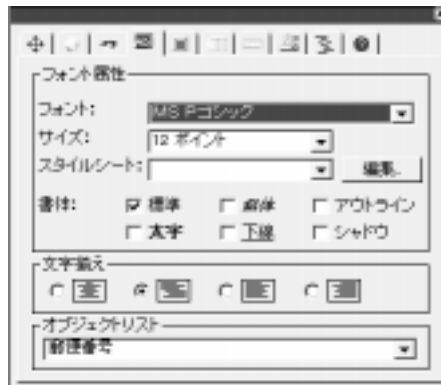 フォント属性
フォント: MS Pゴシック
サイズ: 12 ポイント
スタイルシート: 編集..
書体: 標準 斜体 アウトライン
太字 下線 シャドウ
文字揃え
オブジェクトリスト
郵便番号